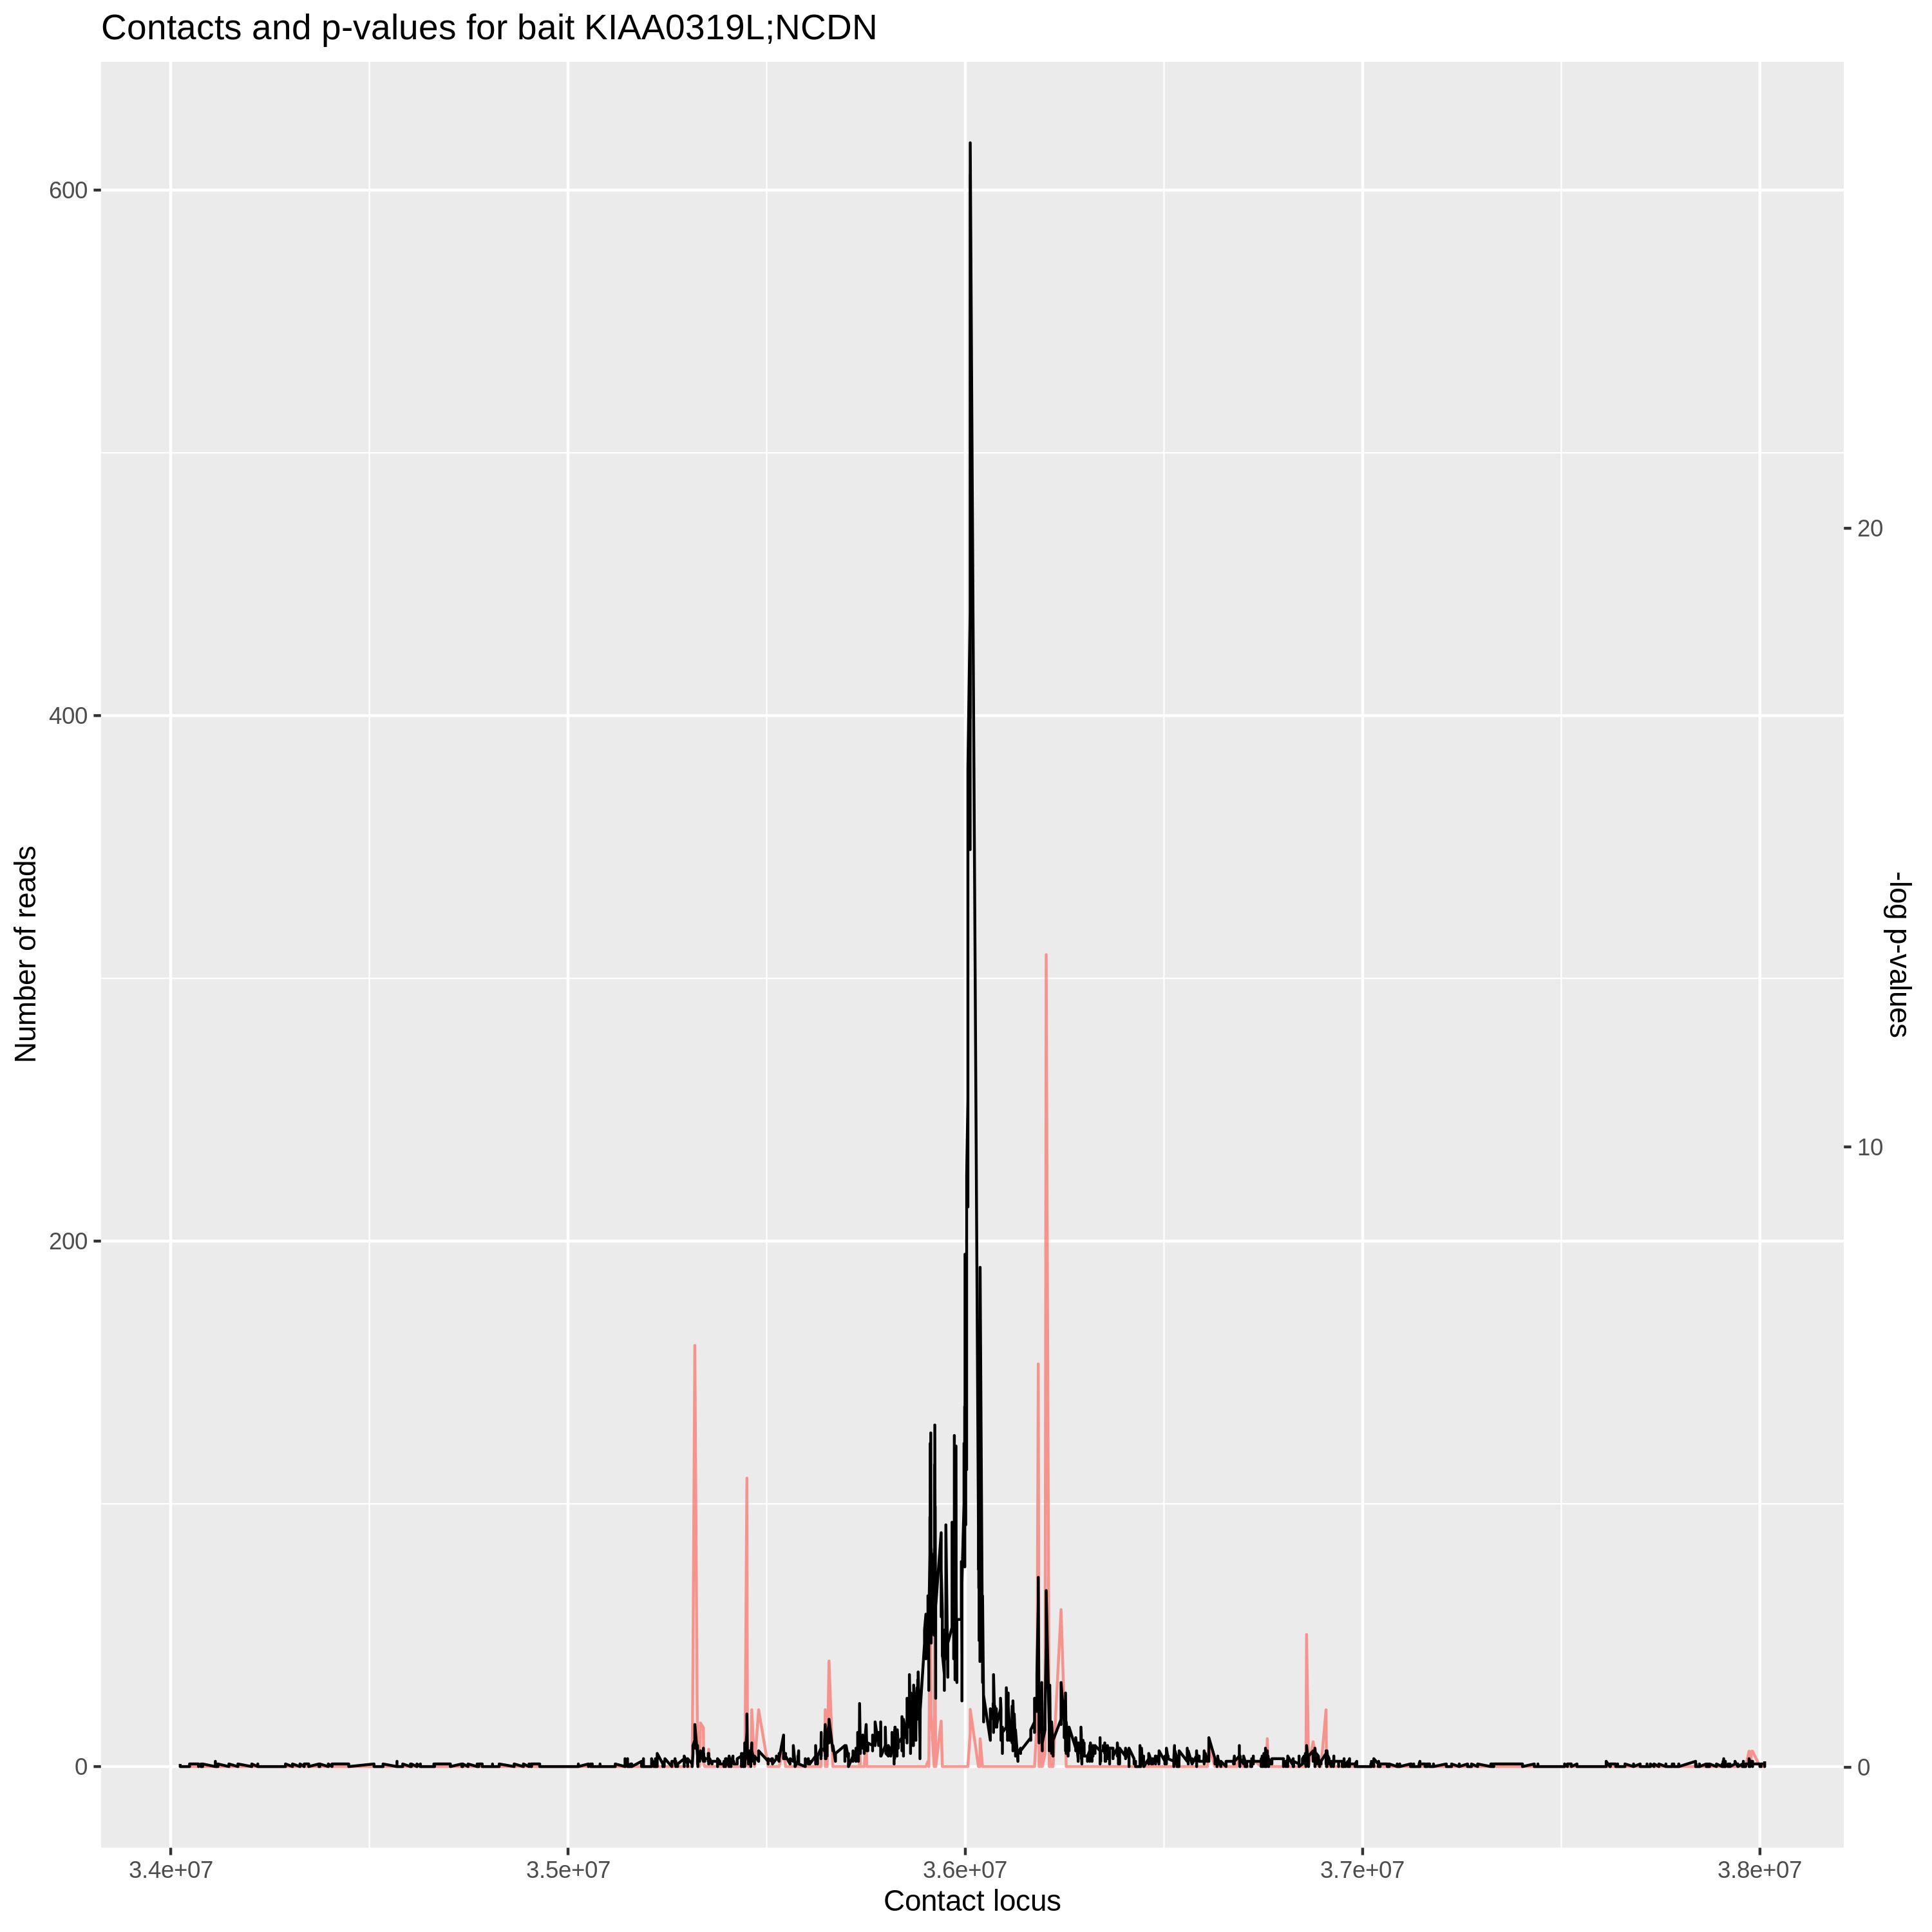 Contacts and p-values for bait KIAA0319L;NCDN
600
400
200
0
Number of reads
20
10
0
-log p-values
3.4e+07
3.5e+07
3.6e+07
3.7e+07
3.8e+07
Contact locus